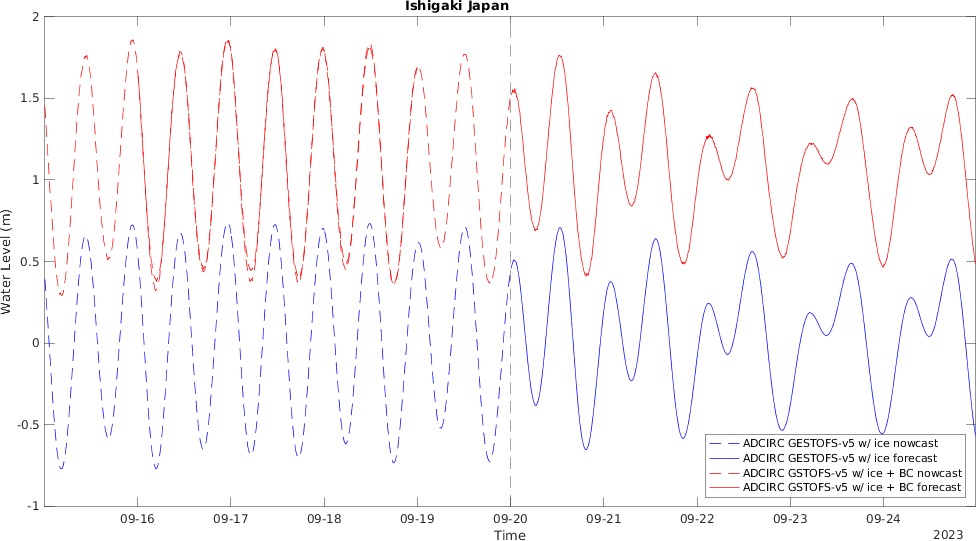 Ishigaki Japan
2
1.5
1
0.5
0
-0.5
-1
Water Level (m)
09-16
09-17
09-18
09-19
09-20
09-21
09-22
09-23
09-24
Time
2023
ADCIRC GESTOFS-v5 w/ ice nowcast
ADCIRC GESTOFS-v5 w/ ice forecast
ADCIRC GSTOFS-v5 w/ ice + BC nowcast
ADCIRC GSTOFS-v5 w/ ice + BC forecast